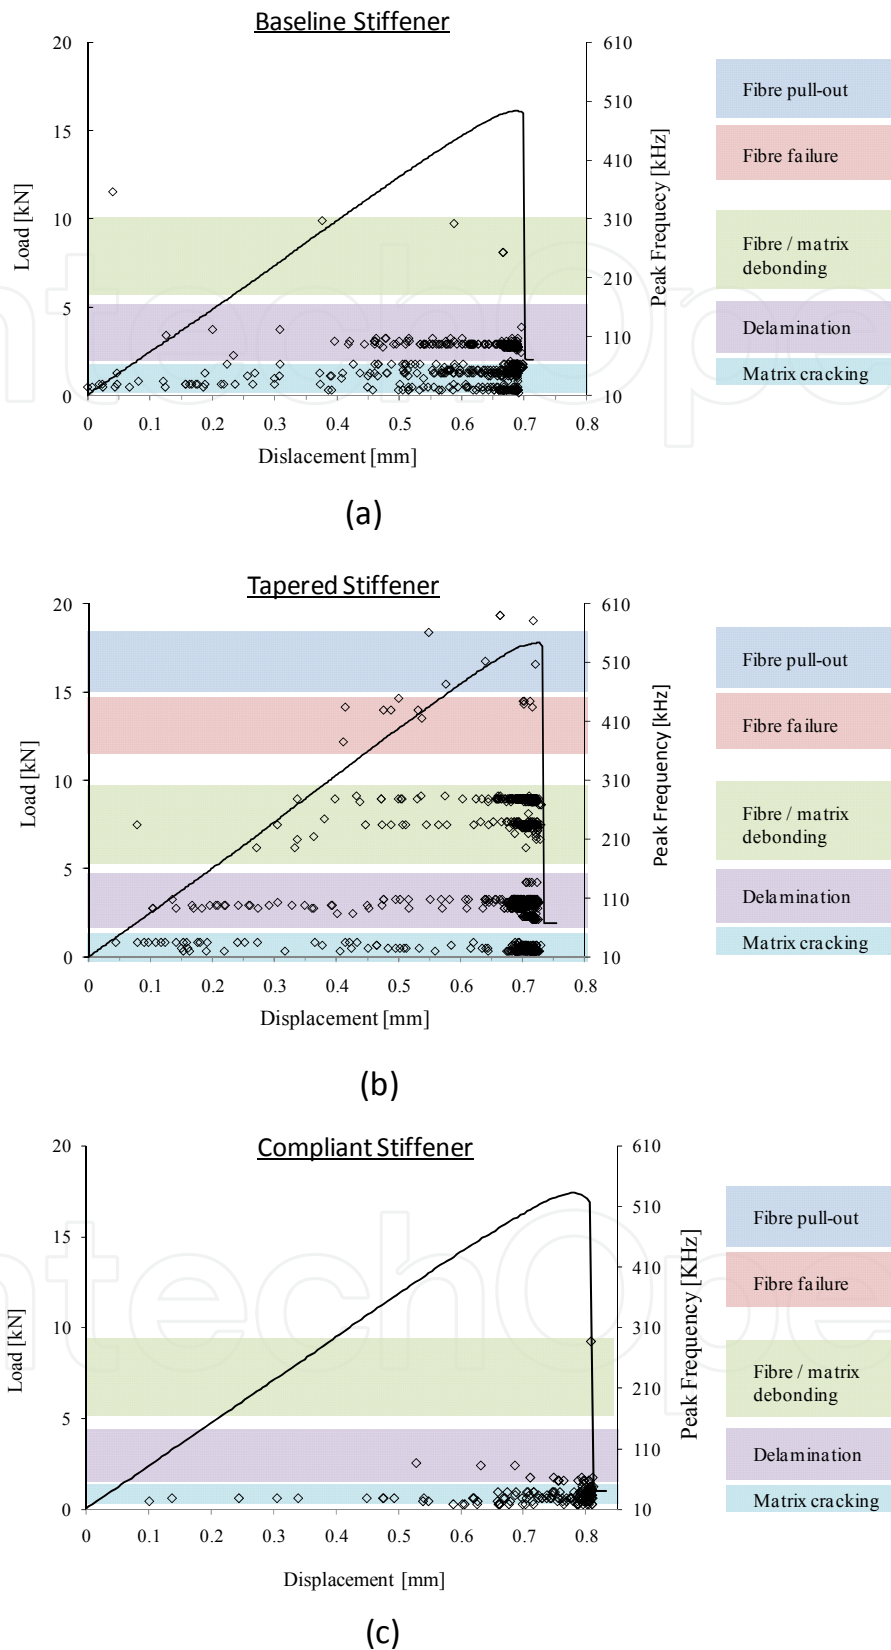 Baseline Stiffener
20
15
10
5
0
Load [kN]
0 0.1 0.2 0.3 0.4 0.5 0.6 0.7 0.8
Dislacement [mm]
610
510
410
310
210
110
10
Peak Frequecy [kHz]
Fibre pull-out
Fibre failure
Fibre / matrix
debonding
Delamination
Matrix cracking
(a)
Tapered Stiffener
20
15
10
5
0
Load [kN]
0 0.1 0.2 0.3 0.4 0.5 0.6 0.7 0.8
Displacement [mm]
610
510
410
310
210
110
10
Peak Frequency [kHz]
Fibre pull-out
Fibre failure
Fibre / matrix
debonding
Delamination
Matrix cracking
(b)
Compliant Stiffener
20
15
10
5
0
Load [kN]
0 0.1 0.2 0.3 0.4 0.5 0.6 0.7 0.8
Displacement [mm]
610
510
410
310
210
110
10
Peak Frequency [KHz]
Fibre pull-out
Fibre failure
Fibre / matrix
debonding
Delamination
Matrix cracking
(c)
ntechOpe
ntechOpe